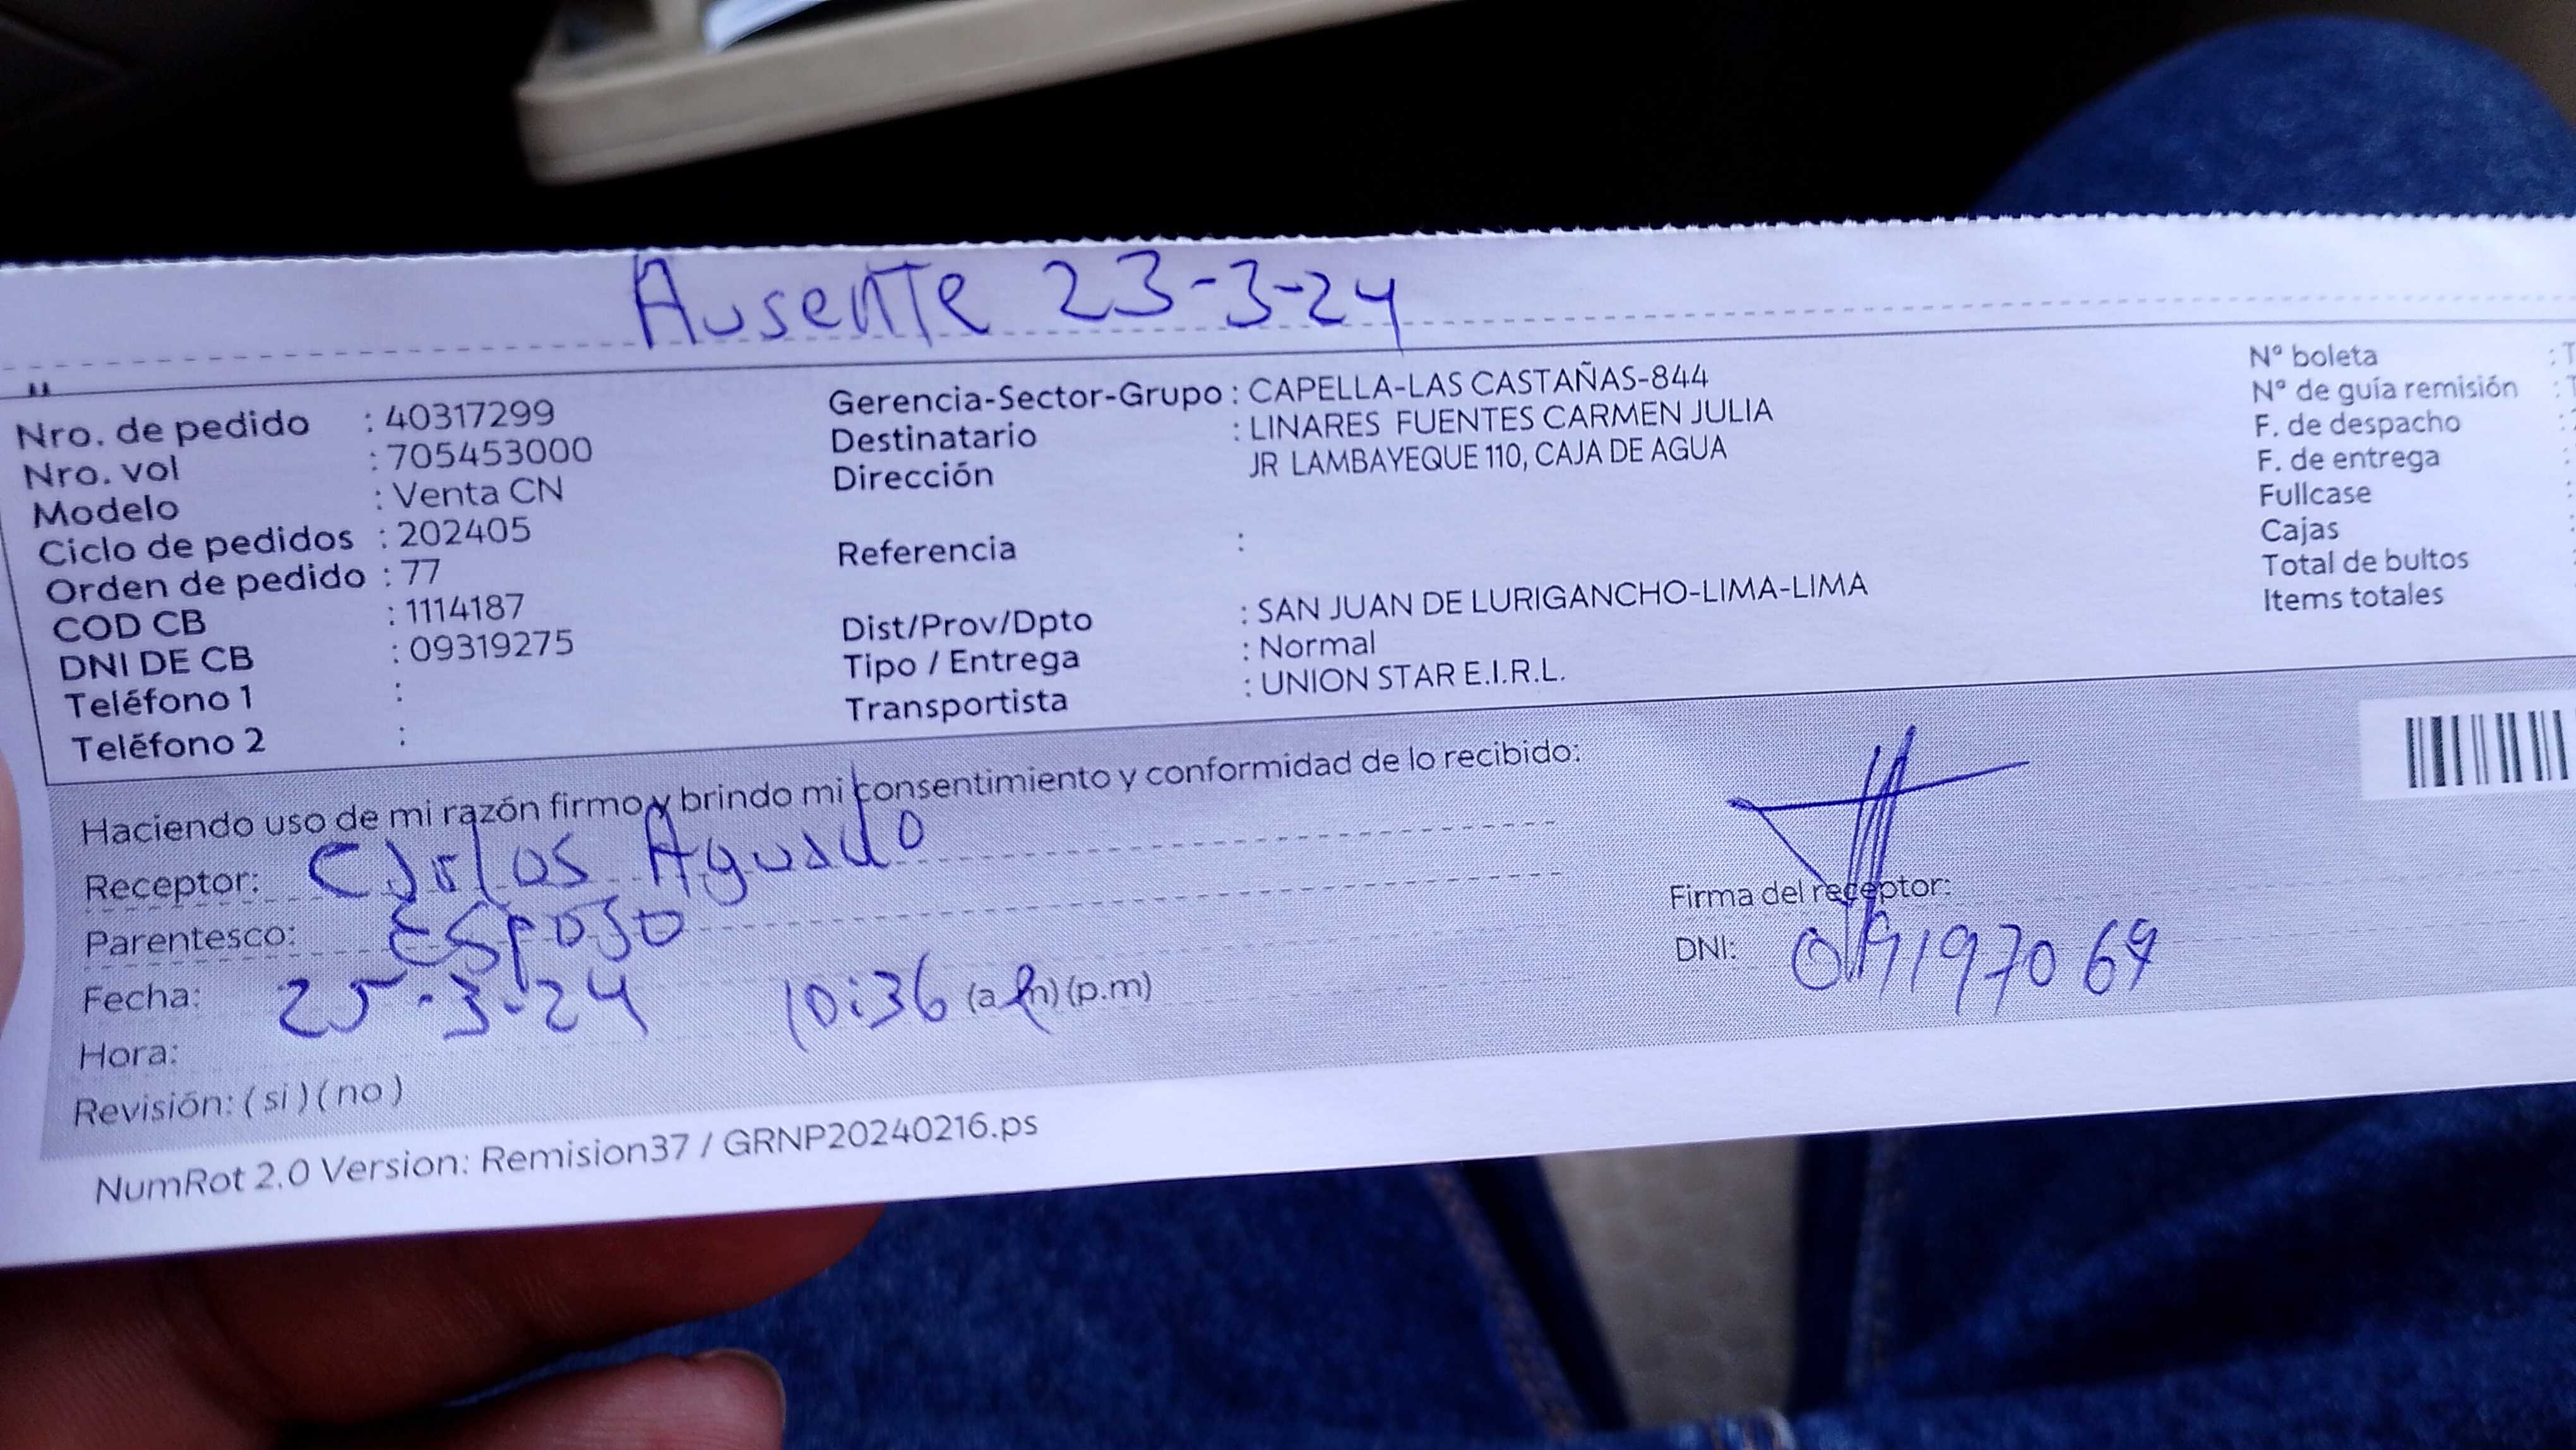 Ausente 23-3-24
Nro. de pedido : 40317299
Nro. vol : 705453000
Modelo : Venta CN
Ciclo de pedidos : 202405
Orden de pedido : 77
COD CB : 1114187
DNI DE CB : 09319275
Teléfono 1 :
Teléfono 2 :
Gerencia-Sector-Grupo : CAPELLA-LAS CASTAÑAS-844
Destinatario : LINARES FUENTES CARMEN JULIA
Dirección JR LAMBAYEQUE 110, CAJA DE AGUA
Referencia :
Dist/Prov/Dpto : SAN JUAN DE LURIGANCHO-LIMA-LIMA
Tipo / Entrega : Normal
Transportista : UNION STAR E.I.R.L.
Nº boleta : T
Nº de guía remisión : T
F. de despacho :
F. de entrega :
Fullcase :
Cajas :
Total de bultos :
Items totales
Haciendo uso de mi razón firmo y brindo mi consentimiento y conformidad de lo recibido:
Receptor: Carlos Aguado
Parentesco: Esposo
Fecha: 25-3-24 10:36 (a.m) (p.m)
Hora:
Revisión: ( si ) ( no )
Firma del receptor:
DNI:
NumRot 2.0 Version: Remision37 / GRNP20240216.ps